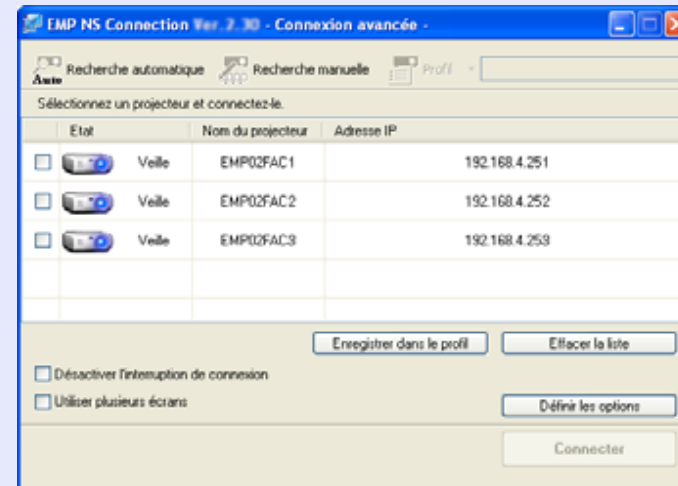 EMP NS Connection Ver.2.30 - Connexion avancée -
Auto Recherche automatique Recherche manuelle Profil
Sélectionnez un projecteur et connectez-le.
Etat Nom du projecteur Adresse IP
Veille EMP02FAC1 192.168.4.251
Veille EMP02FAC2 192.168.4.252
Veille EMP02FAC3 192.168.4.253
Enregistrer dans le profil Effacer la liste
Désactiver l'interruption de connexion
Utiliser plusieurs écrans Définir les options
Connecter